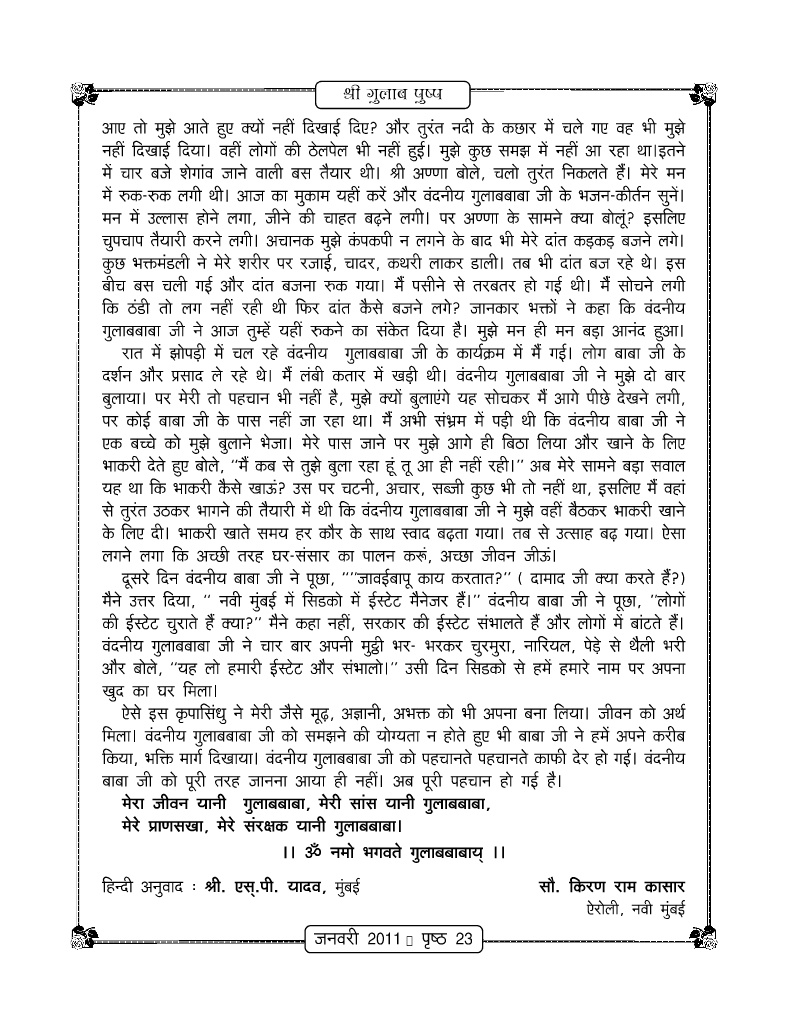 श्री गुलाब पुष्प
आए तो मुझे आते हुए क्यों नहीं दिखाई दिए? और तुरंत नदी के कछार में चले गए वह भी मुझे
नहीं दिखाई दिया। वहीं लोगों की ठेलपेल भी नहीं हुई। मुझे कुछ समझ में नहीं आ रहा था।इतने
में चार बजे शेगांव जाने वाली बस तैयार थी। श्री अण्णा बोले, चलो तुरंत निकलते हैं। मेरे मन
में रुक-रुक लगी थी। आज का मुकाम यहीं करें और वंदनीय गुलाबबाबा जी के भजन-कीर्तन सुनें।
मन में उल्लास होने लगा, जीने की चाहत बढ़ने लगी। पर अण्णा के सामने क्या बोलूं? इसलिए
चुपचाप तैयारी करने लगी। अचानक मुझे कंपकपी न लगने के बाद भी मेरे दांत कड़कड़ बजने लगे।
कुछ भक्तमंडली ने मेरे शरीर पर रजाई, चादर, कथरी लाकर डाली। तब भी दांत बज रहे थे। इस
बीच बस चली गई और दांत बजना रुक गया। मैं पसीने से तरबतर हो गई थी। मैं सोचने लगी
कि ठंडी तो लग नहीं रही थी फिर दांत कैसे बजने लगे? जानकार भक्तों ने कहा कि वंदनीय
गुलाबबाबा जी ने आज तुम्हें यहीं रुकने का संकेत दिया है। मुझे मन ही मन बड़ा आनंद हुआ।
रात में झोपड़ी में चल रहे वंदनीय गुलाबबाबा जी के कार्यक्रम में मैं गई। लोग बाबा जी के
दर्शन और प्रसाद ले रहे थे। मैं लंबी कतार में खड़ी थी। वंदनीय गुलाबबाबा जी ने मुझे दो बार
बुलाया। पर मेरी तो पहचान भी नहीं है, मुझे क्यों बुलाएंगे यह सोचकर मैं आगे पीछे देखने लगी,
पर कोई बाबा जी के पास नहीं जा रहा था। मैं अभी संभ्रम में पड़ी थी कि वंदनीय बाबा जी ने
एक बच्चे को मुझे बुलाने भेजा। मेरे पास जाने पर मुझे आगे ही बिठा लिया और खाने के लिए
भाकरी देते हुए बोले, ''मैं कब से तुझे बुला रहा हूं तू आ ही नहीं रही।'' अब मेरे सामने बड़ा सवाल
यह था कि भाकरी कैसे खाऊं? उस पर चटनी, अचार, सब्जी कुछ भी तो नहीं था, इसलिए मैं वहां
से तुरंत उठकर भागने की तैयारी में थी कि वंदनीय गुलाबबाबा जी ने मुझे वहीं बैठकर भाकरी खाने
के लिए दी। भाकरी खाते समय हर कौर के साथ स्वाद बढ़ता गया। तब से उत्साह बढ़ गया। ऐसा
लगने लगा कि अच्छी तरह घर-संसार का पालन करूं, अच्छा जीवन जीऊं।
दूसरे दिन वंदनीय बाबा जी ने पूछा, ''''जावईबापू काय करतात?'' ( दामाद जी क्या करते हैं?)
मैने उत्तर दिया, '' नवी मुंबई में सिडको में ईस्टेट मैनेजर हैं।'' वंदनीय बाबा जी ने पूछा, ''लोगों
की ईस्टेट चुराते हैं क्या?'' मैने कहा नहीं, सरकार की ईस्टेट संभालते हैं और लोगों में बांटते हैं।
वंदनीय गुलाबबाबा जी ने चार बार अपनी मुट्ठी भर- भरकर चुरमुरा, नारियल, पेड़े से थैली भरी
और बोले, ''यह लो हमारी ईस्टेट और संभालो।'' उसी दिन सिडको से हमें हमारे नाम पर अपना
खुद का घर मिला।
ऐसे इस कृपासिंधु ने मेरी जैसे मूढ़, अज्ञानी, अभक्त को भी अपना बना लिया। जीवन को अर्थ
मिला। वंदनीय गुलाबबाबा जी को समझने की योग्यता न होते हुए भी बाबा जी ने हमें अपने करीब
किया, भक्ति मार्ग दिखाया। वंदनीय गुलाबबाबा जी को पहचानते पहचानते काफी देर हो गई। वंदनीय
बाबा जी को पूरी तरह जानना आया ही नहीं। अब पूरी पहचान हो गई है।
मेरा जीवन यानी गुलाबबाबा, मेरी सांस यानी गुलाबबाबा,
मेरे प्राणसखा, मेरे संरक्षक यानी गुलाबबाबा।
।। ॐ नमो भगवते गुलाबबाबाय् ।।
हिन्दी अनुवाद : श्री. एस्.पी. यादव, मुंबई
सौ. किरण राम कासार
ऐरोली, नवी मुंबई
जनवरी 2011 □ पृष्ठ 23